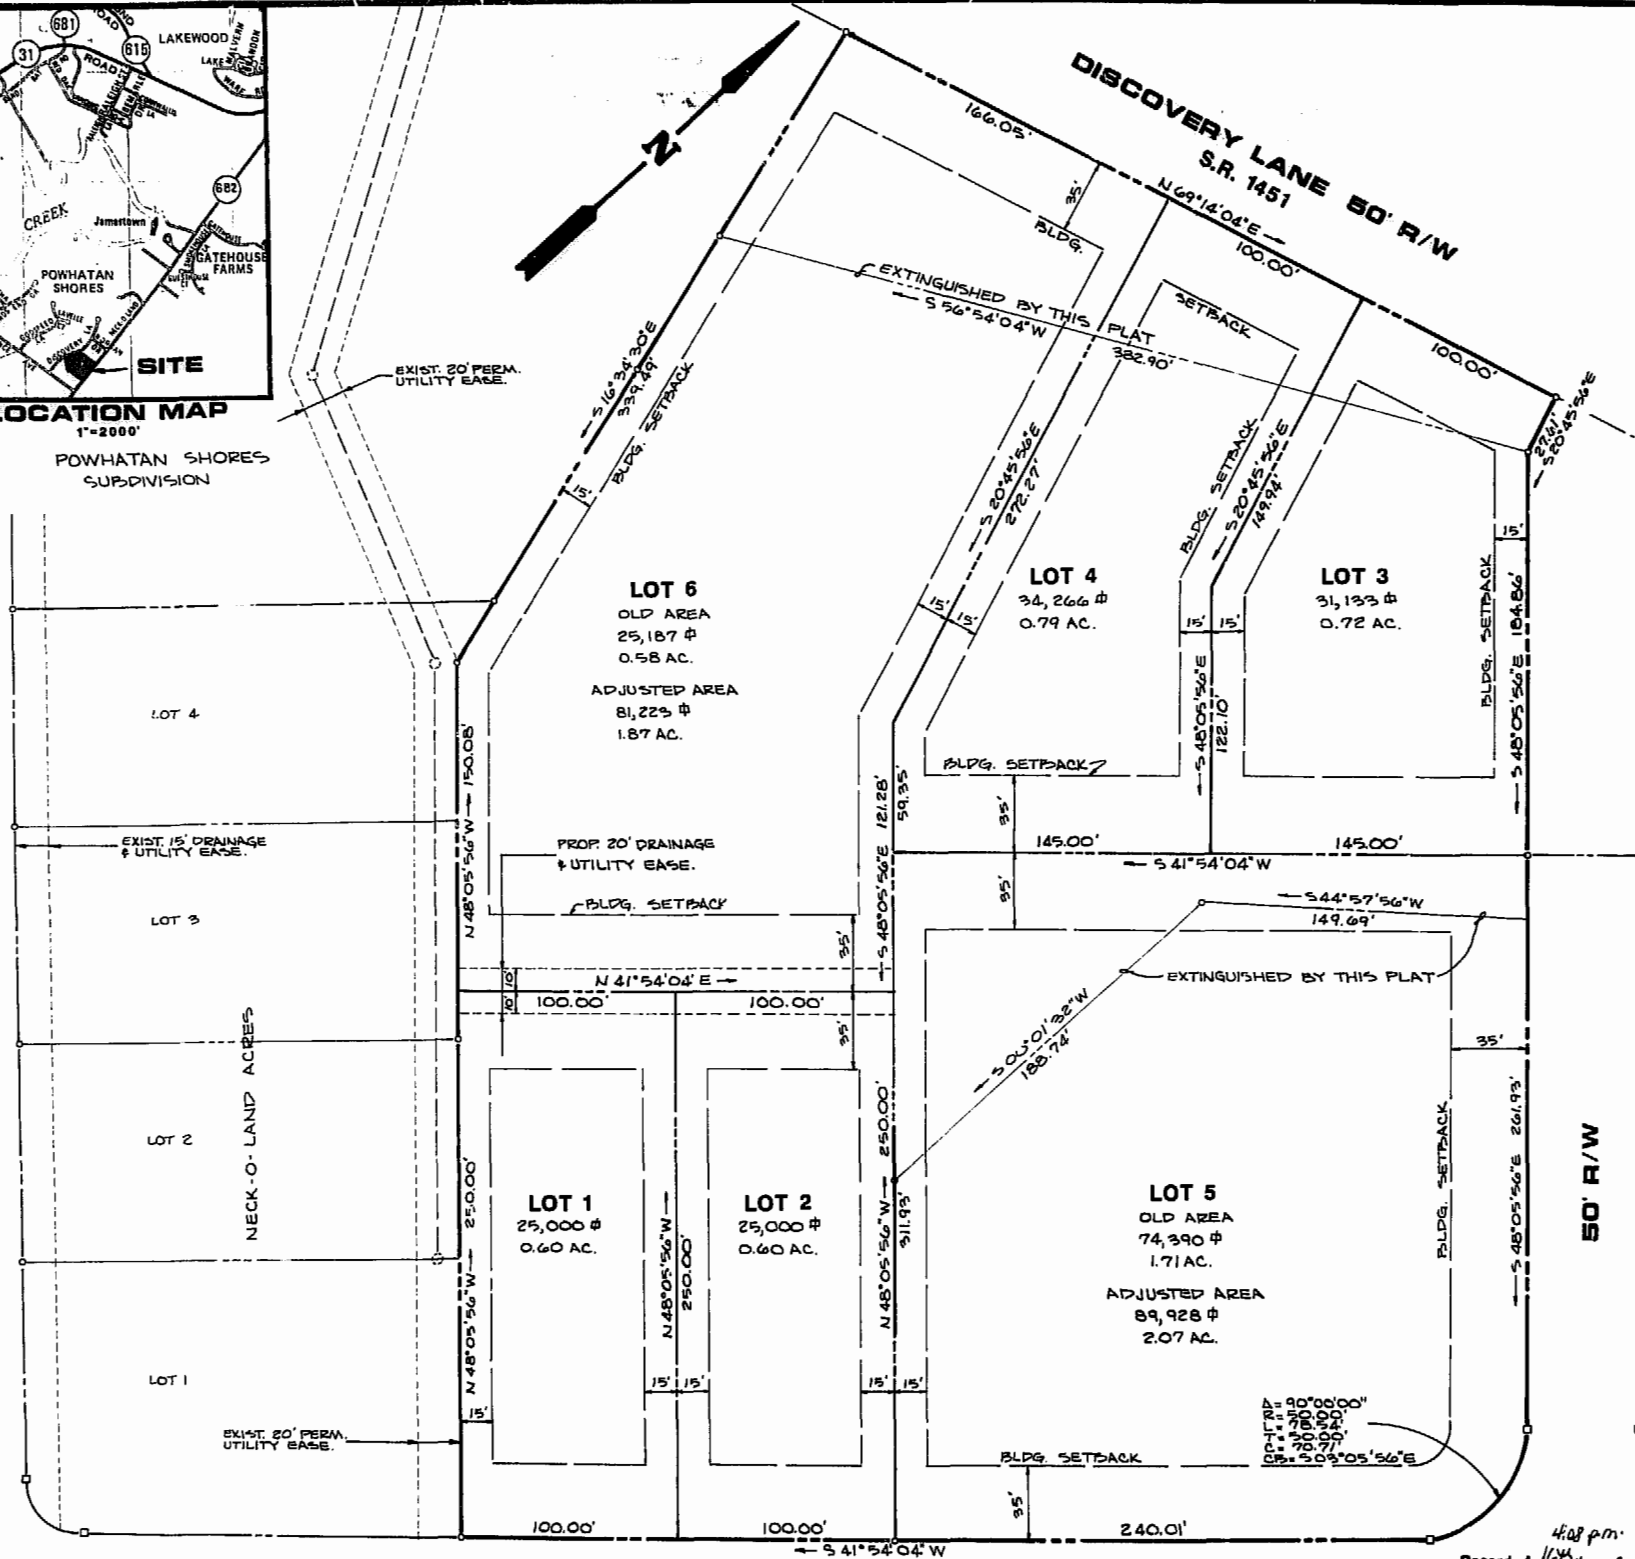 681
31
615
ROAD
LAKEWOOD
682
CREEK
Jamestown
GATEHOUSE
FARMS
POWHATAN
SHORES
DISCOVERY
SITE
LOCATION MAP
1"=2000'
POWHATAN SHORES
SUBDIVISION
N
DISCOVERY LANE 50' R/W
S.R. 1451
166.05'
N 69°14'04" E
100.00'
100.00'
35'
BLDG.
SETBACK
EXTINGUISHED BY THIS PLAT
S 56°54'04" W
382.90'
27.61'
S 20°45'56" E
EXIST. 20' PERM.
UTILITY EASE.
S 16°34'30" E
339.49'
BLDG. SETBACK
15'
S 20°45'56" E
272.27'
BLDG. SETBACK
S 20°45'56" E
149.94'
15'
BLDG. SETBACK
S 48°05'56" E 184.86'
LOT 6
OLD AREA
25,187 ⏍
0.58 AC.
ADJUSTED AREA
81,223 ⏍
1.87 AC.
LOT 4
34,266 ⏍
0.79 AC.
LOT 3
31,133 ⏍
0.72 AC.
15' 15'
15' 15'
S 48°05'56" E
122.10'
LOT 4
N 48°05'56" W 150.08'
BLDG. SETBACK
35'
S 48°05'56" E 121.28'
59.35'
145.00'
145.00'
S 41°54'04" W
35'
EXIST. 15' DRAINAGE
& UTILITY EASE.
PROP. 20' DRAINAGE
& UTILITY EASE.
BLDG. SETBACK
LOT 3
35'
N 41°54'04" E
100.00'
100.00'
10' 10'
35'
S 44°57'56" W
149.69'
EXTINGUISHED BY THIS PLAT
188.74'
35'
NECK-O-LAND ACRES
LOT 2
N 48°05'56" W 250.00'
LOT 1
25,000 ⏍
0.60 AC.
N 48°05'56" W
250.00'
LOT 2
25,000 ⏍
0.60 AC.
N 48°05'56" W 250.00'
311.93'
LOT 5
OLD AREA
74,390 ⏍
1.71 AC.
ADJUSTED AREA
89,928 ⏍
2.07 AC.
BLDG. SETBACK
S 48°05'56" E 261.93'
50' R/W
LOT 1
15'
15' 15'
15' 15'
EXIST. 20' PERM.
UTILITY EASE.
Δ= 90°00'00"
R= 50.00'
L= 78.54'
T= 50.00'
C= 70.71'
CB= S03°05'56"E
BLDG. SETBACK
35'
100.00'
100.00'
240.01'
S 41°54'04" W
4:08 p.m.